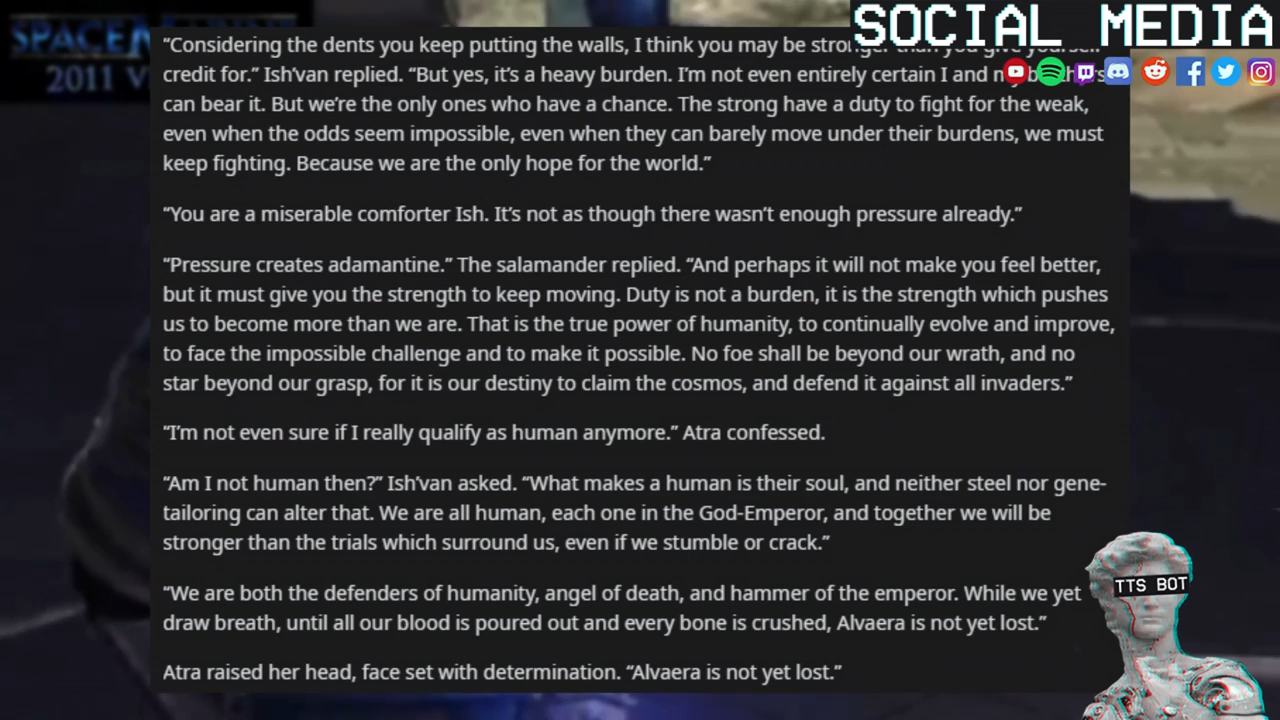 SPACE
2011 V
SOCIAL MEDIA
“Considering the dents you keep putting the walls, I think you may be stronger than you give yourself
credit for.” Ish’van replied. “But yes, it’s a heavy burden. I’m not even entirely certain I and my brothers
can bear it. But we’re the only ones who have a chance. The strong have a duty to fight for the weak,
even when the odds seem impossible, even when they can barely move under their burdens, we must
keep fighting. Because we are the only hope for the world.”
“You are a miserable comforter Ish. It’s not as though there wasn’t enough pressure already.”
“Pressure creates adamantine.” The salamander replied. “And perhaps it will not make you feel better,
but it must give you the strength to keep moving. Duty is not a burden, it is the strength which pushes
us to become more than we are. That is the true power of humanity, to continually evolve and improve,
to face the impossible challenge and to make it possible. No foe shall be beyond our wrath, and no
star beyond our grasp, for it is our destiny to claim the cosmos, and defend it against all invaders.”
“I’m not even sure if I really qualify as human anymore.” Atra confessed.
“Am I not human then?” Ish’van asked. “What makes a human is their soul, and neither steel nor gene-
tailoring can alter that. We are all human, each one in the God-Emperor, and together we will be
stronger than the trials which surround us, even if we stumble or crack.”
“We are both the defenders of humanity, angel of death, and hammer of the emperor. While we yet
draw breath, until all our blood is poured out and every bone is crushed, Alvaera is not yet lost.”
Atra raised her head, face set with determination. “Alvaera is not yet lost.”
TTS BOT